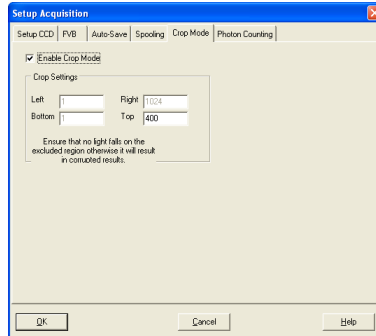 Setup Acquisition
Setup CCD FVB Auto-Save Spooling Crop Mode Photon Counting
Enable Crop Mode
Crop Settings
Left 1 Right 1024
Bottom 1 Top 400
Ensure that no light falls on the
excluded region otherwise it will result
in corrupted results.
OK Cancel Help